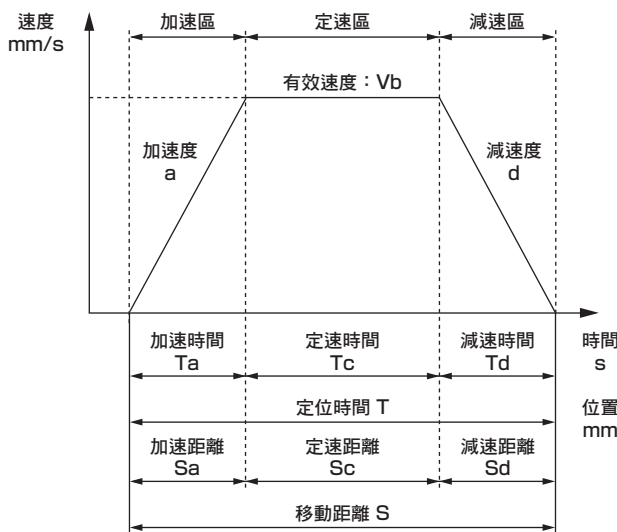 速度
mm/s
加速區
定速區
減速區
有效速度：Vb
加速度
a
減速度
d
加速時間
Ta
定速時間
Tc
減速時間
Td
時間
s
定位時間 T
位置
mm
加速距離
Sa
定速距離
Sc
減速距離
Sd
移動距離 S